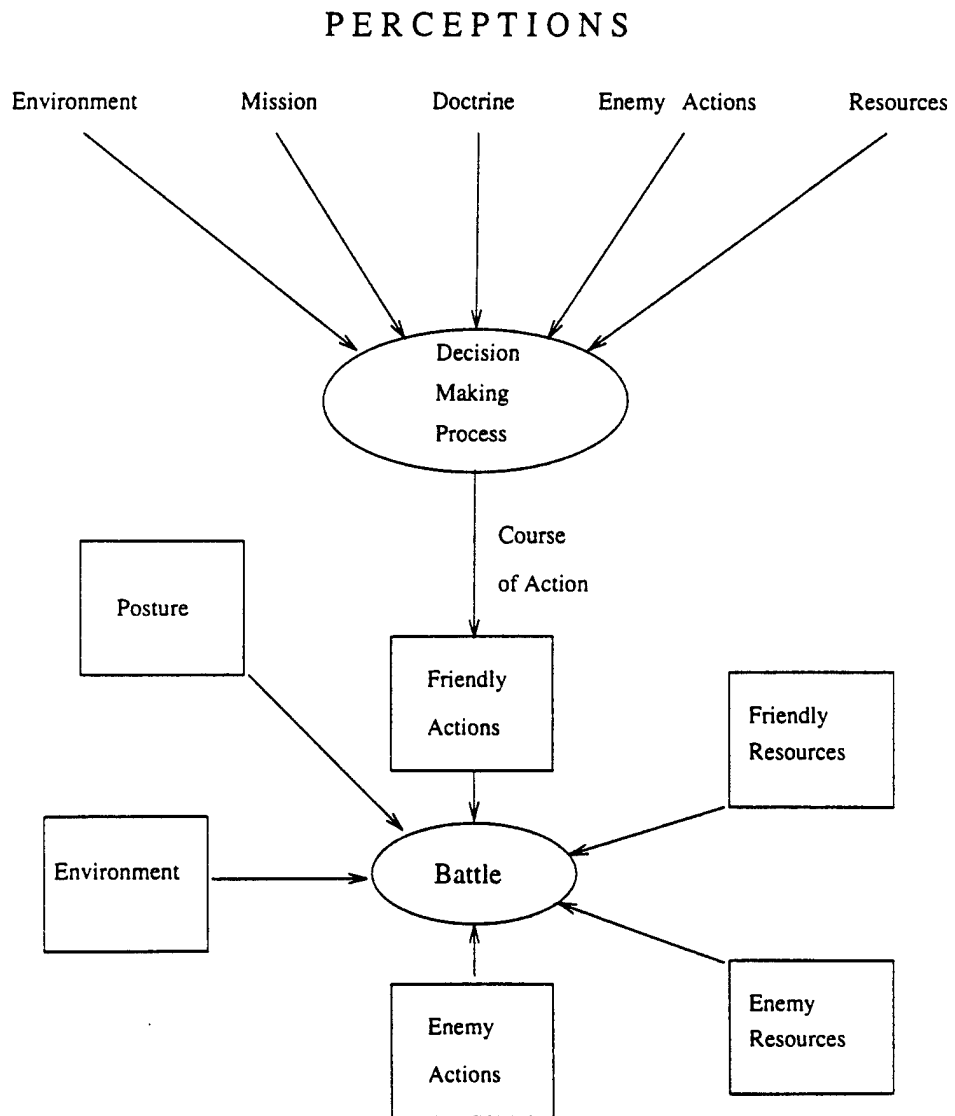 PERCEPTIONS
Environment Mission Doctrine Enemy Actions Resources
Decision
Making
Process
Course
of Action
Posture
Friendly
Actions
Friendly
Resources
Environment
Battle
Enemy
Actions
Enemy
Resources